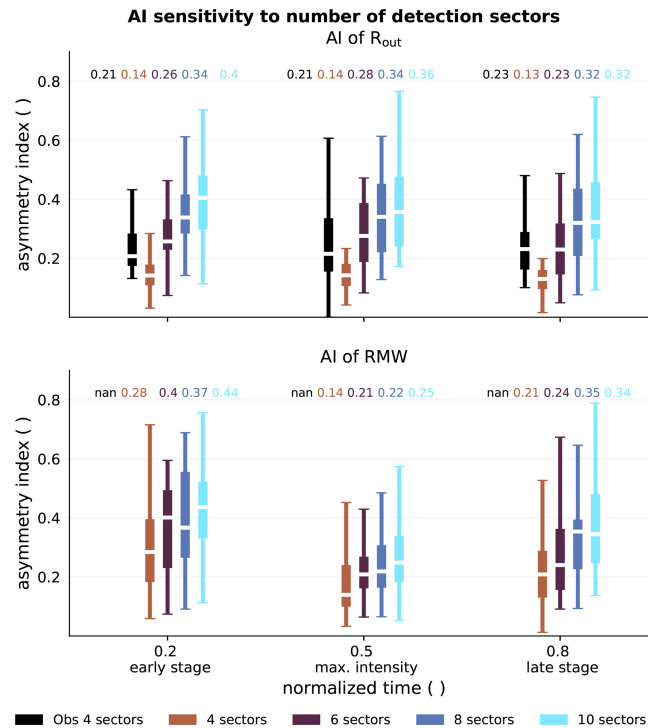 AI sensitivity to number of detection sectors
AI of Rout
0.21 0.14 0.26 0.34 0.4 0.21 0.14 0.28 0.34 0.36 0.23 0.13 0.23 0.32 0.32
0.8
0.6
0.4
0.2
asymmetry index ( )
AI of RMW
nan 0.28 0.4 0.37 0.44 nan 0.14 0.21 0.22 0.25 nan 0.21 0.24 0.35 0.34
0.8
0.6
0.4
0.2
asymmetry index ( )
0.2 0.5 0.8
early stage max. intensity late stage
normalized time ( )
Obs 4 sectors 4 sectors 6 sectors 8 sectors 10 sectors